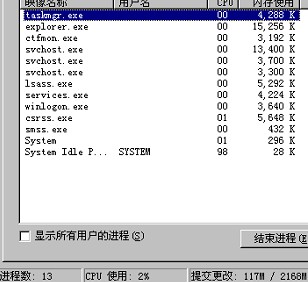 映像名称 用户名 CPU 内存使用
taskmgr.exe 00 4,288 K
explorer.exe 00 15,256 K
ctfmon.exe 00 3,192 K
svchost.exe 00 13,400 K
svchost.exe 00 3,700 K
svchost.exe 00 3,300 K
lsass.exe 00 5,292 K
services.exe 00 4,224 K
winlogon.exe 00 3,640 K
csrss.exe 01 5,648 K
smss.exe 00 432 K
System 01 296 K
System Idle P... SYSTEM 98 28 K
显示所有用户的进程(S)
结束进程(E
进程数: 13 CPU 使用: 2% 提交更改: 117M / 2168M